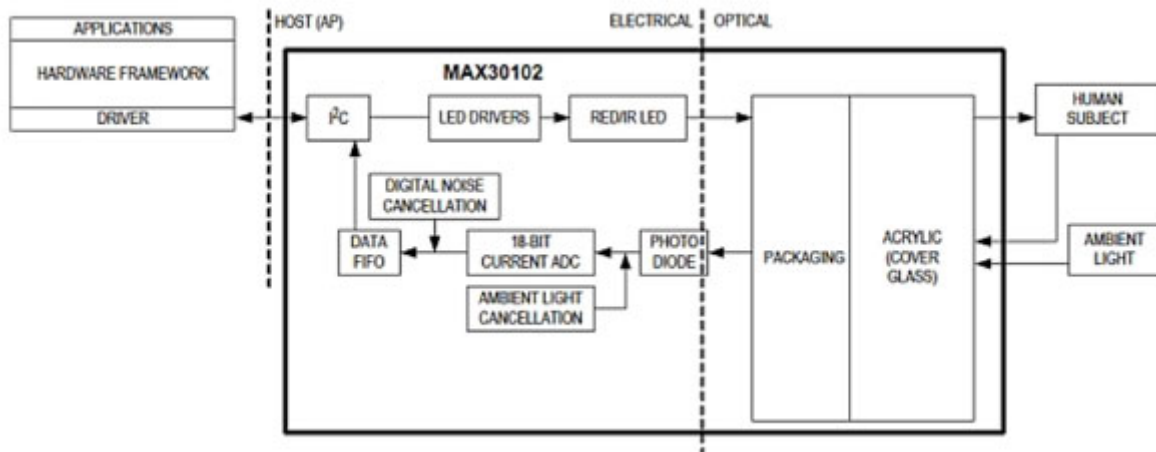 APPLICATIONS
HARDWARE FRAMEWORK
DRIVER
HOST (AP)
ELECTRICAL
OPTICAL
MAX30102
I²C
LED DRIVERS
RED/IR LED
HUMAN
SUBJECT
DIGITAL NOISE
CANCELLATION
DATA
FIFO
18-BIT
CURRENT ADC
PHOTO
DIODE
AMBIENT LIGHT
CANCELLATION
PACKAGING
ACRYLIC
(COVER
GLASS)
AMBIENT
LIGHT